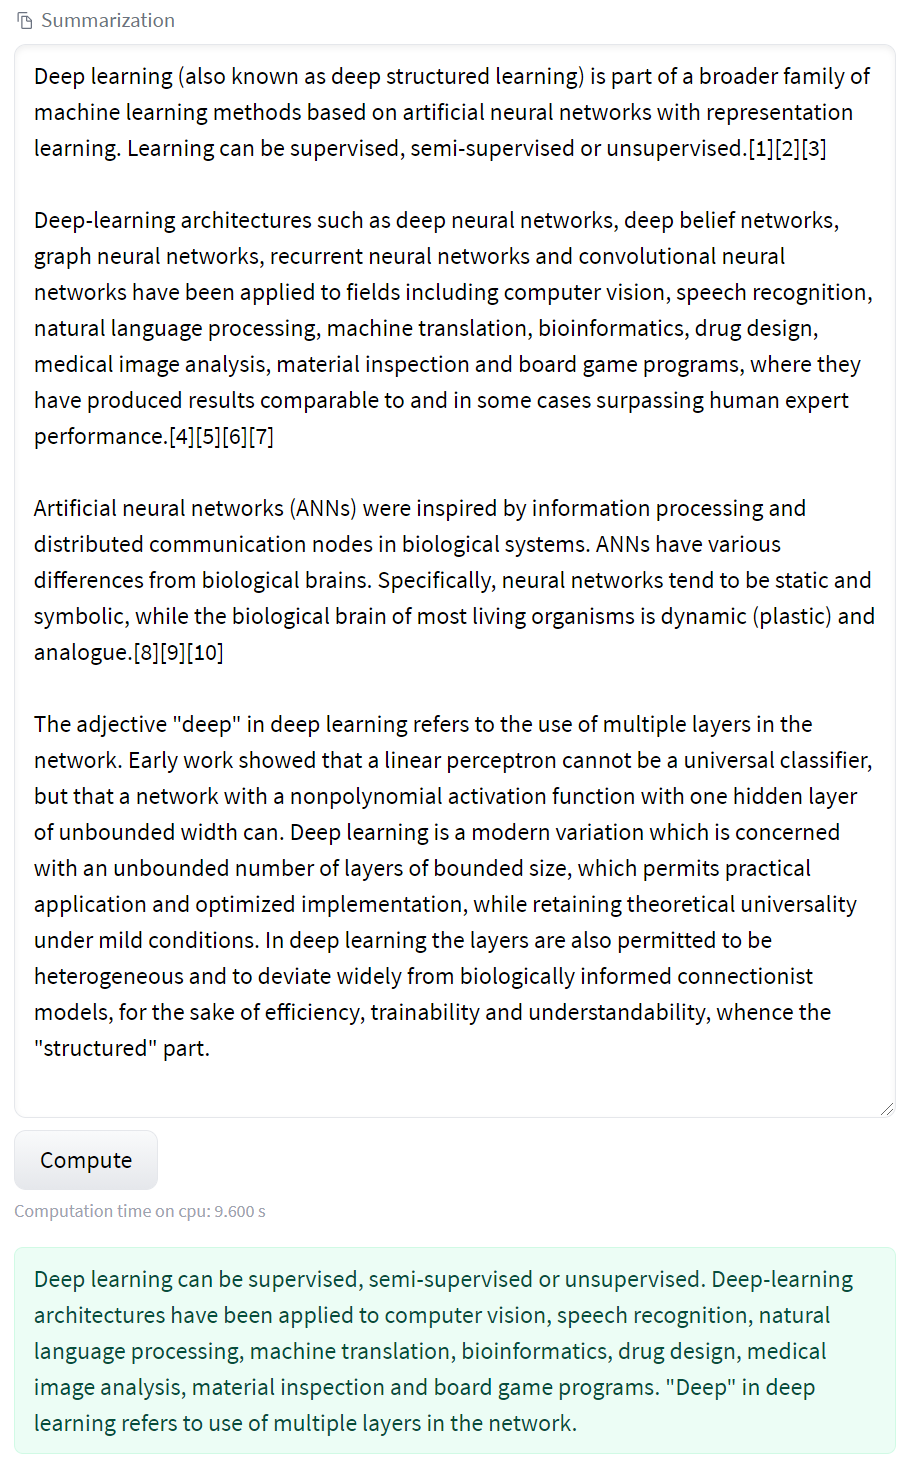 Summarization
Deep learning (also known as deep structured learning) is part of a broader family of
machine learning methods based on artificial neural networks with representation
learning. Learning can be supervised, semi-supervised or unsupervised.[1][2][3]
Deep-learning architectures such as deep neural networks, deep belief networks,
graph neural networks, recurrent neural networks and convolutional neural
networks have been applied to fields including computer vision, speech recognition,
natural language processing, machine translation, bioinformatics, drug design,
medical image analysis, material inspection and board game programs, where they
have produced results comparable to and in some cases surpassing human expert
performance.[4][5][6][7]
Artificial neural networks (ANNs) were inspired by information processing and
distributed communication nodes in biological systems. ANNs have various
differences from biological brains. Specifically, neural networks tend to be static and
symbolic, while the biological brain of most living organisms is dynamic (plastic) and
analogue.[8][9][10]
The adjective "deep" in deep learning refers to the use of multiple layers in the
network. Early work showed that a linear perceptron cannot be a universal classifier,
but that a network with a nonpolynomial activation function with one hidden layer
of unbounded width can. Deep learning is a modern variation which is concerned
with an unbounded number of layers of bounded size, which permits practical
application and optimized implementation, while retaining theoretical universality
under mild conditions. In deep learning the layers are also permitted to be
heterogeneous and to deviate widely from biologically informed connectionist
models, for the sake of efficiency, trainability and understandability, whence the
"structured" part.
Compute
Computation time on cpu: 9.600 s
Deep learning can be supervised, semi-supervised or unsupervised. Deep-learning
architectures have been applied to computer vision, speech recognition, natural
language processing, machine translation, bioinformatics, drug design, medical
image analysis, material inspection and board game programs. "Deep" in deep
learning refers to use of multiple layers in the network.